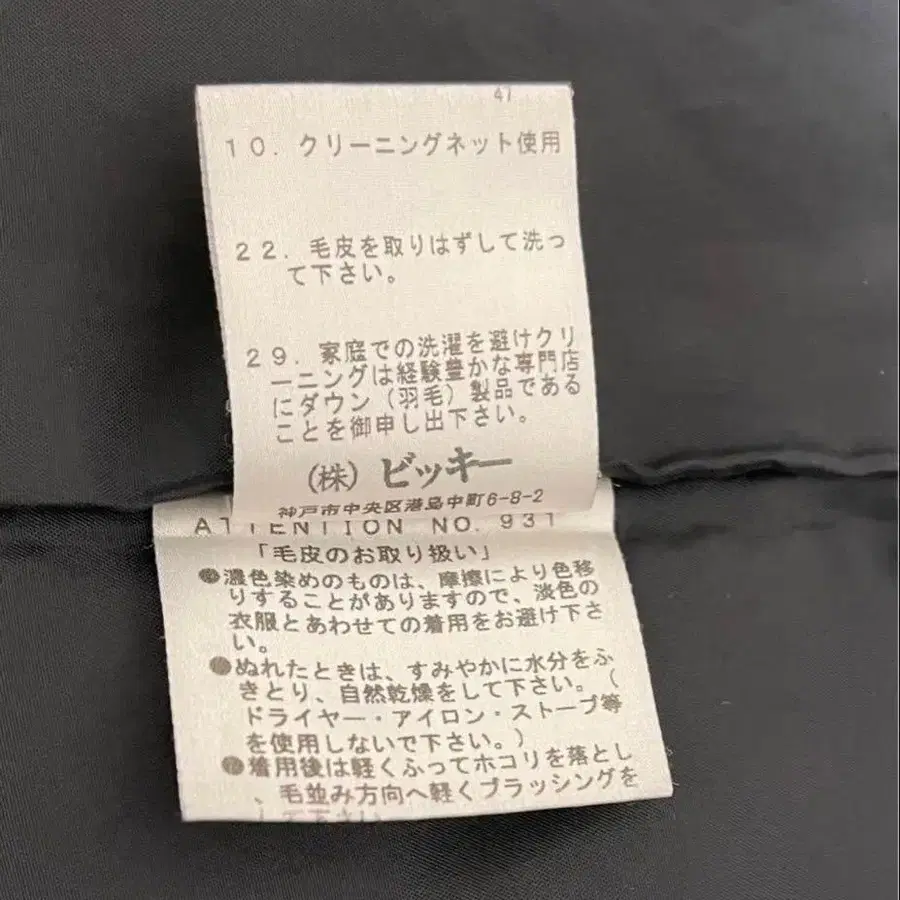 47
10. クリーニングネット使用
22. 毛皮を取りはずして洗っ
て下さい。
29. 家庭での洗濯を避けクリ
ーニングは経験豊かな専門店
にダウン（羽毛）製品である
ことを御申し出下さい。
（株）ビッキー
神戸市中央区港島中町6-8-2
ATTENTION NO. 931
「毛皮のお取り扱い」
●濃色染めのものは、摩擦により色移
りすることがありますので、淡色の
衣服とあわせての着用をお避け下さ
い。
●ぬれたときは、すみやかに水分をふ
きとり、自然乾燥をして下さい。（
ドライヤー・アイロン・ストーブ等
を使用しないで下さい。）
●着用後は軽くふってホコリを落とし
、毛並み方向へ軽くブラッシングを
して下さい